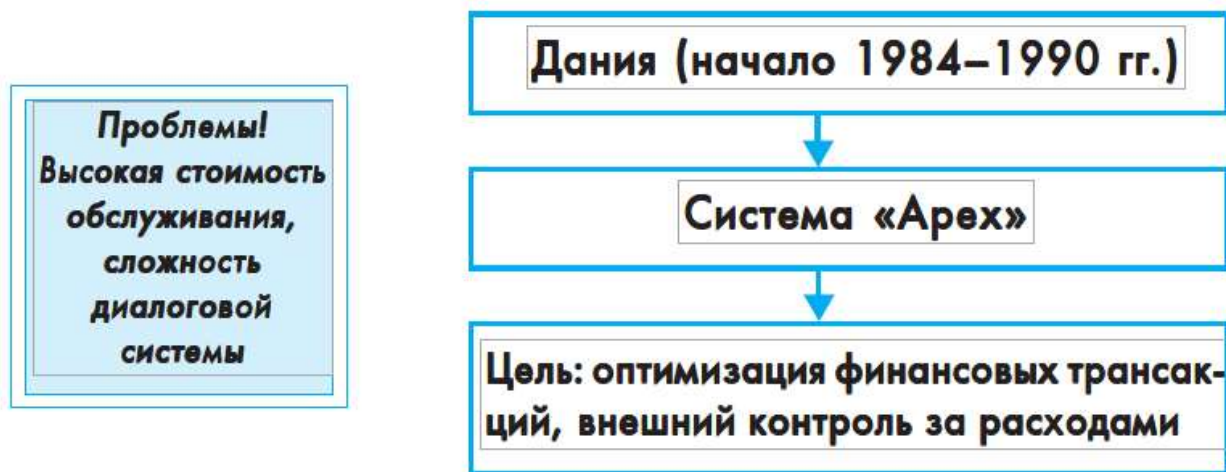 Проблемы!
Высокая стоимость
обслуживания,
сложность
диалоговой
системы
Дания (начало 1984–1990 гг.)
Система «Apex»
Цель: оптимизация финансовых трансак-
ций, внешний контроль за расходами